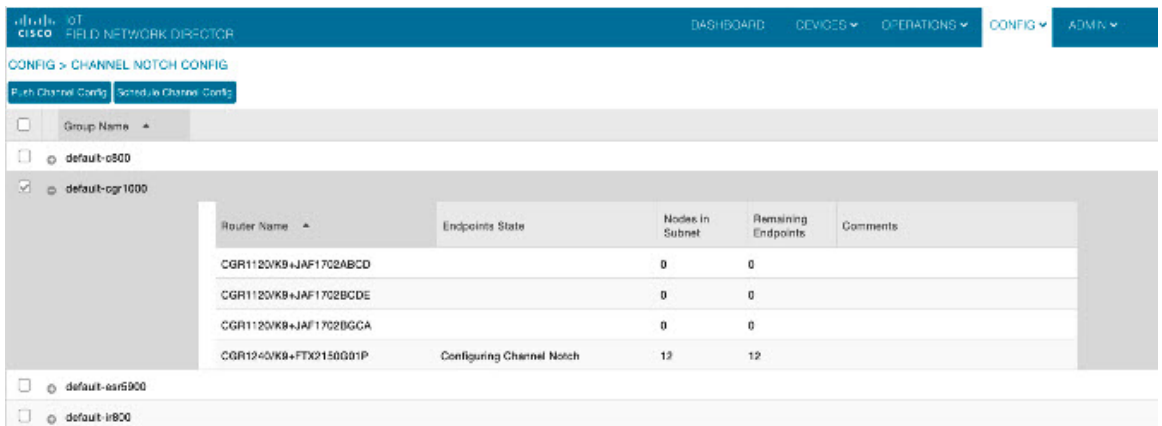 IoT
CISCO FIELD NETWORK DIRECTOR
DASHBOARD DEVICES OPERATIONS CONFIG ADMIN
CONFIG > CHANNEL NOTCH CONFIG
Push Channel Config Schedule Channel Config
Group Name
default-c800
default-cgr1000
Router Name Endpoints State Nodes in Subnet Remaining Endpoints Comments
CGR1120/K9+JAF1702ABCD 0 0
CGR1120/K9+JAF1702BCDE 0 0
CGR1120/K9+JAF1702BGCA 0 0
CGR1240/K9+FTX2150G01P Configuring Channel Notch 12 12
default-esr5900
default-ir800